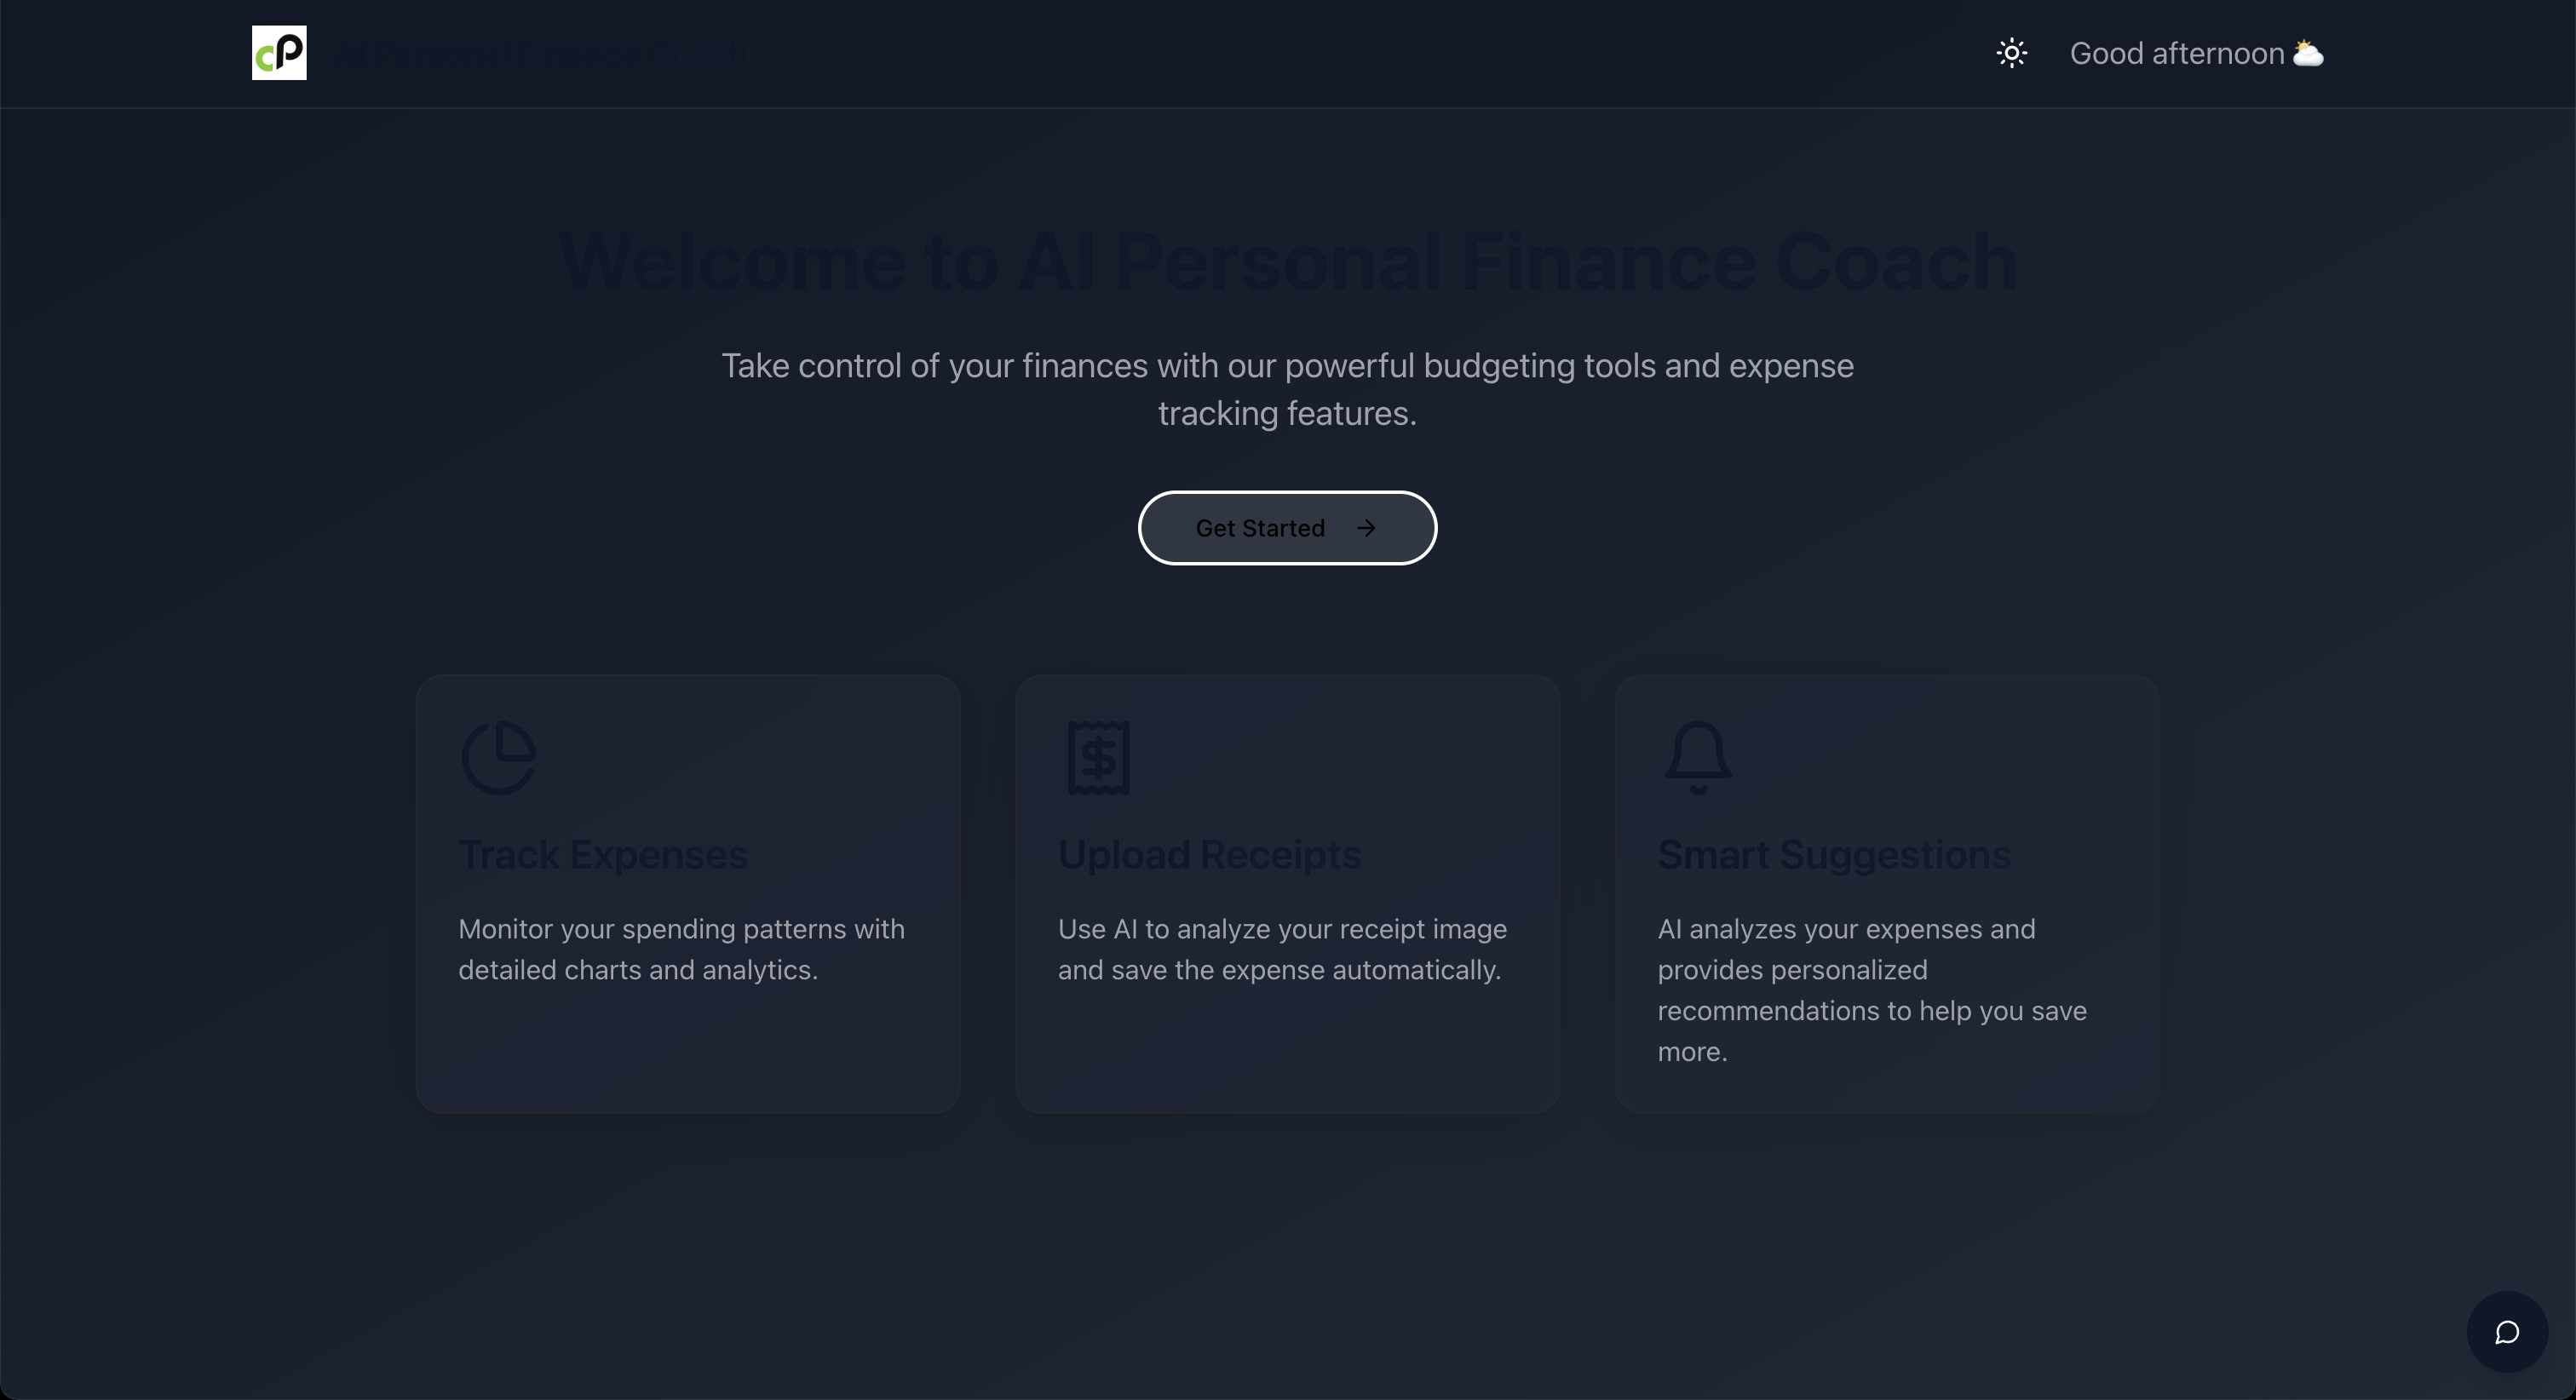 cP
AI Personal Finance Coach
Good afternoon
Welcome to AI Personal Finance Coach
Take control of your finances with our powerful budgeting tools and expense
tracking features.
Get Started
Track Expenses
Monitor your spending patterns with
detailed charts and analytics.
Upload Receipts
Use AI to analyze your receipt image
and save the expense automatically.
Smart Suggestions
AI analyzes your expenses and
provides personalized
recommendations to help you save
more.